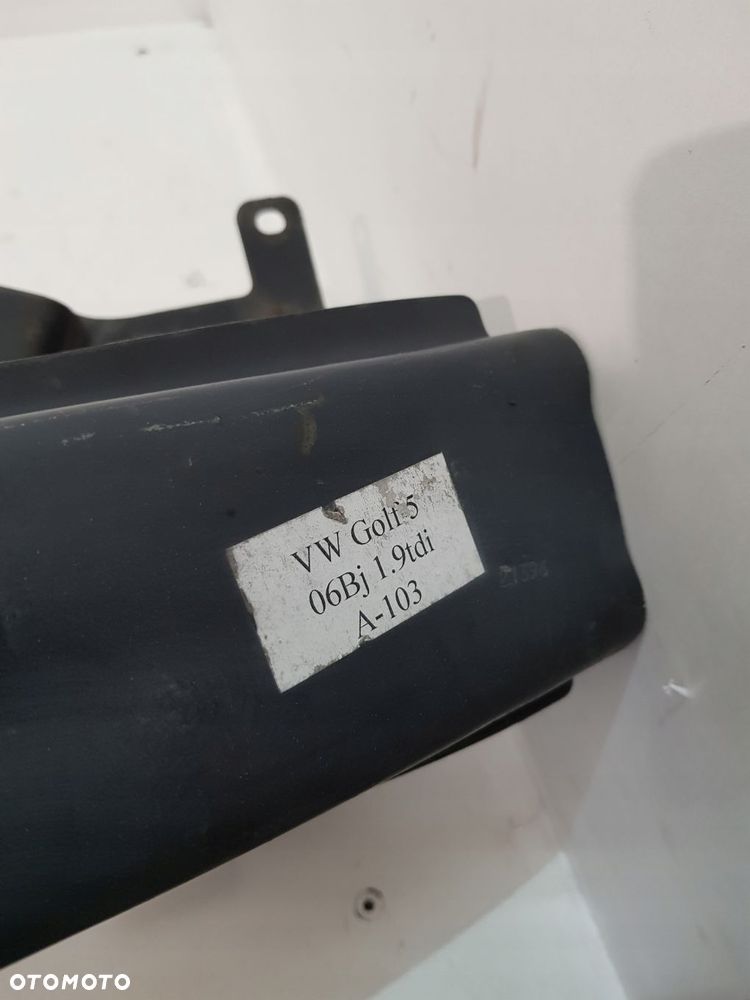 VW Golf 5
06Bj 1.9tdi
A-103
OTOMOTO